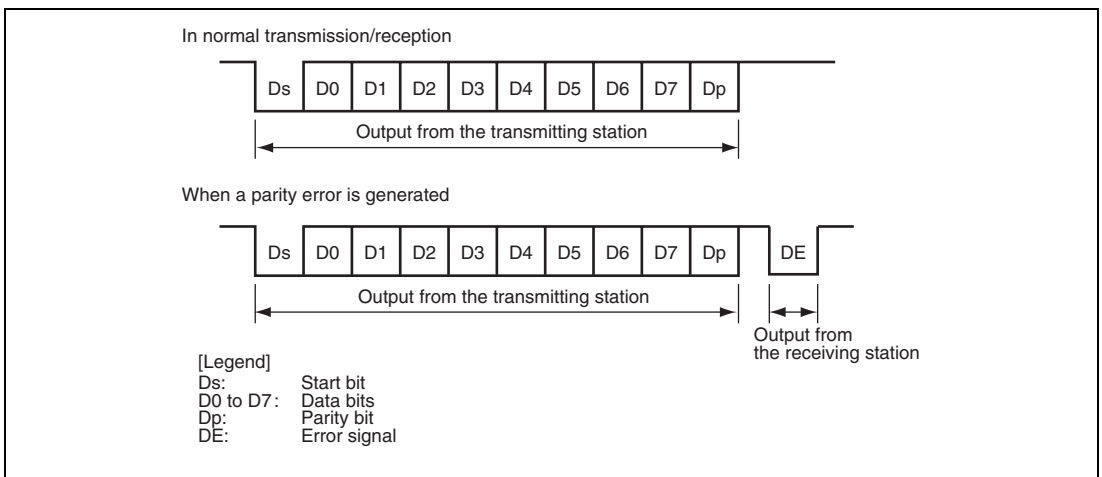 In normal transmission/reception
Ds D0 D1 D2 D3 D4 D5 D6 D7 Dp
Output from the transmitting station
When a parity error is generated
Ds D0 D1 D2 D3 D4 D5 D6 D7 Dp DE
Output from the transmitting station
Output from
the receiving station
[Legend]
Ds: Start bit
D0 to D7: Data bits
Dp: Parity bit
DE: Error signal